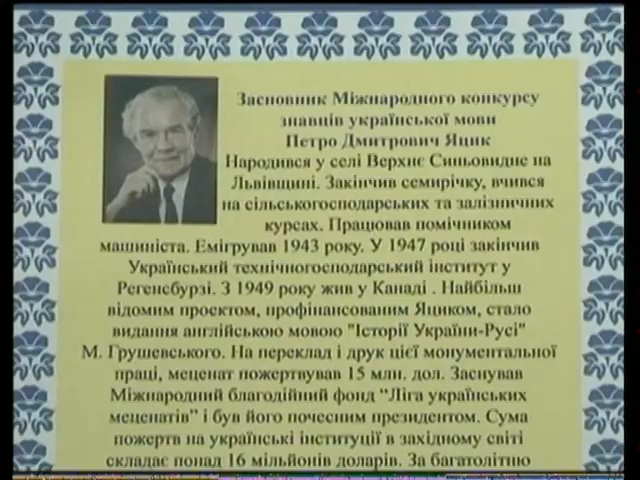 Засновник Міжнародного конкурсу
знавців української мови
Петро Дмитрович Яцик
Народився у селі Верхнє Синьовидне на
Львівщині. Закінчив семирічку, вчився
на сільськогосподарських та залізничних
курсах. Працював помічником
машиніста. Емігрував 1943 року. У 1947 році закінчив
Український технічногосподарський інститут у
Регенсбурзі. З 1949 року жив у Канаді . Найбільш
відомим проектом, профінансованим Яциком, стало
видання англійською мовою "Історії України-Русі"
М. Грушевського. На переклад і друк цієї монументальної
праці, меценат пожертвував 15 млн. дол. Заснував
Міжнародний благодійний фонд “Ліга українських
меценатів” і був його почесним президентом. Сума
пожертв на українські інституції в західному світі
складає понад 16 мільйонів доларів. За багатолітню